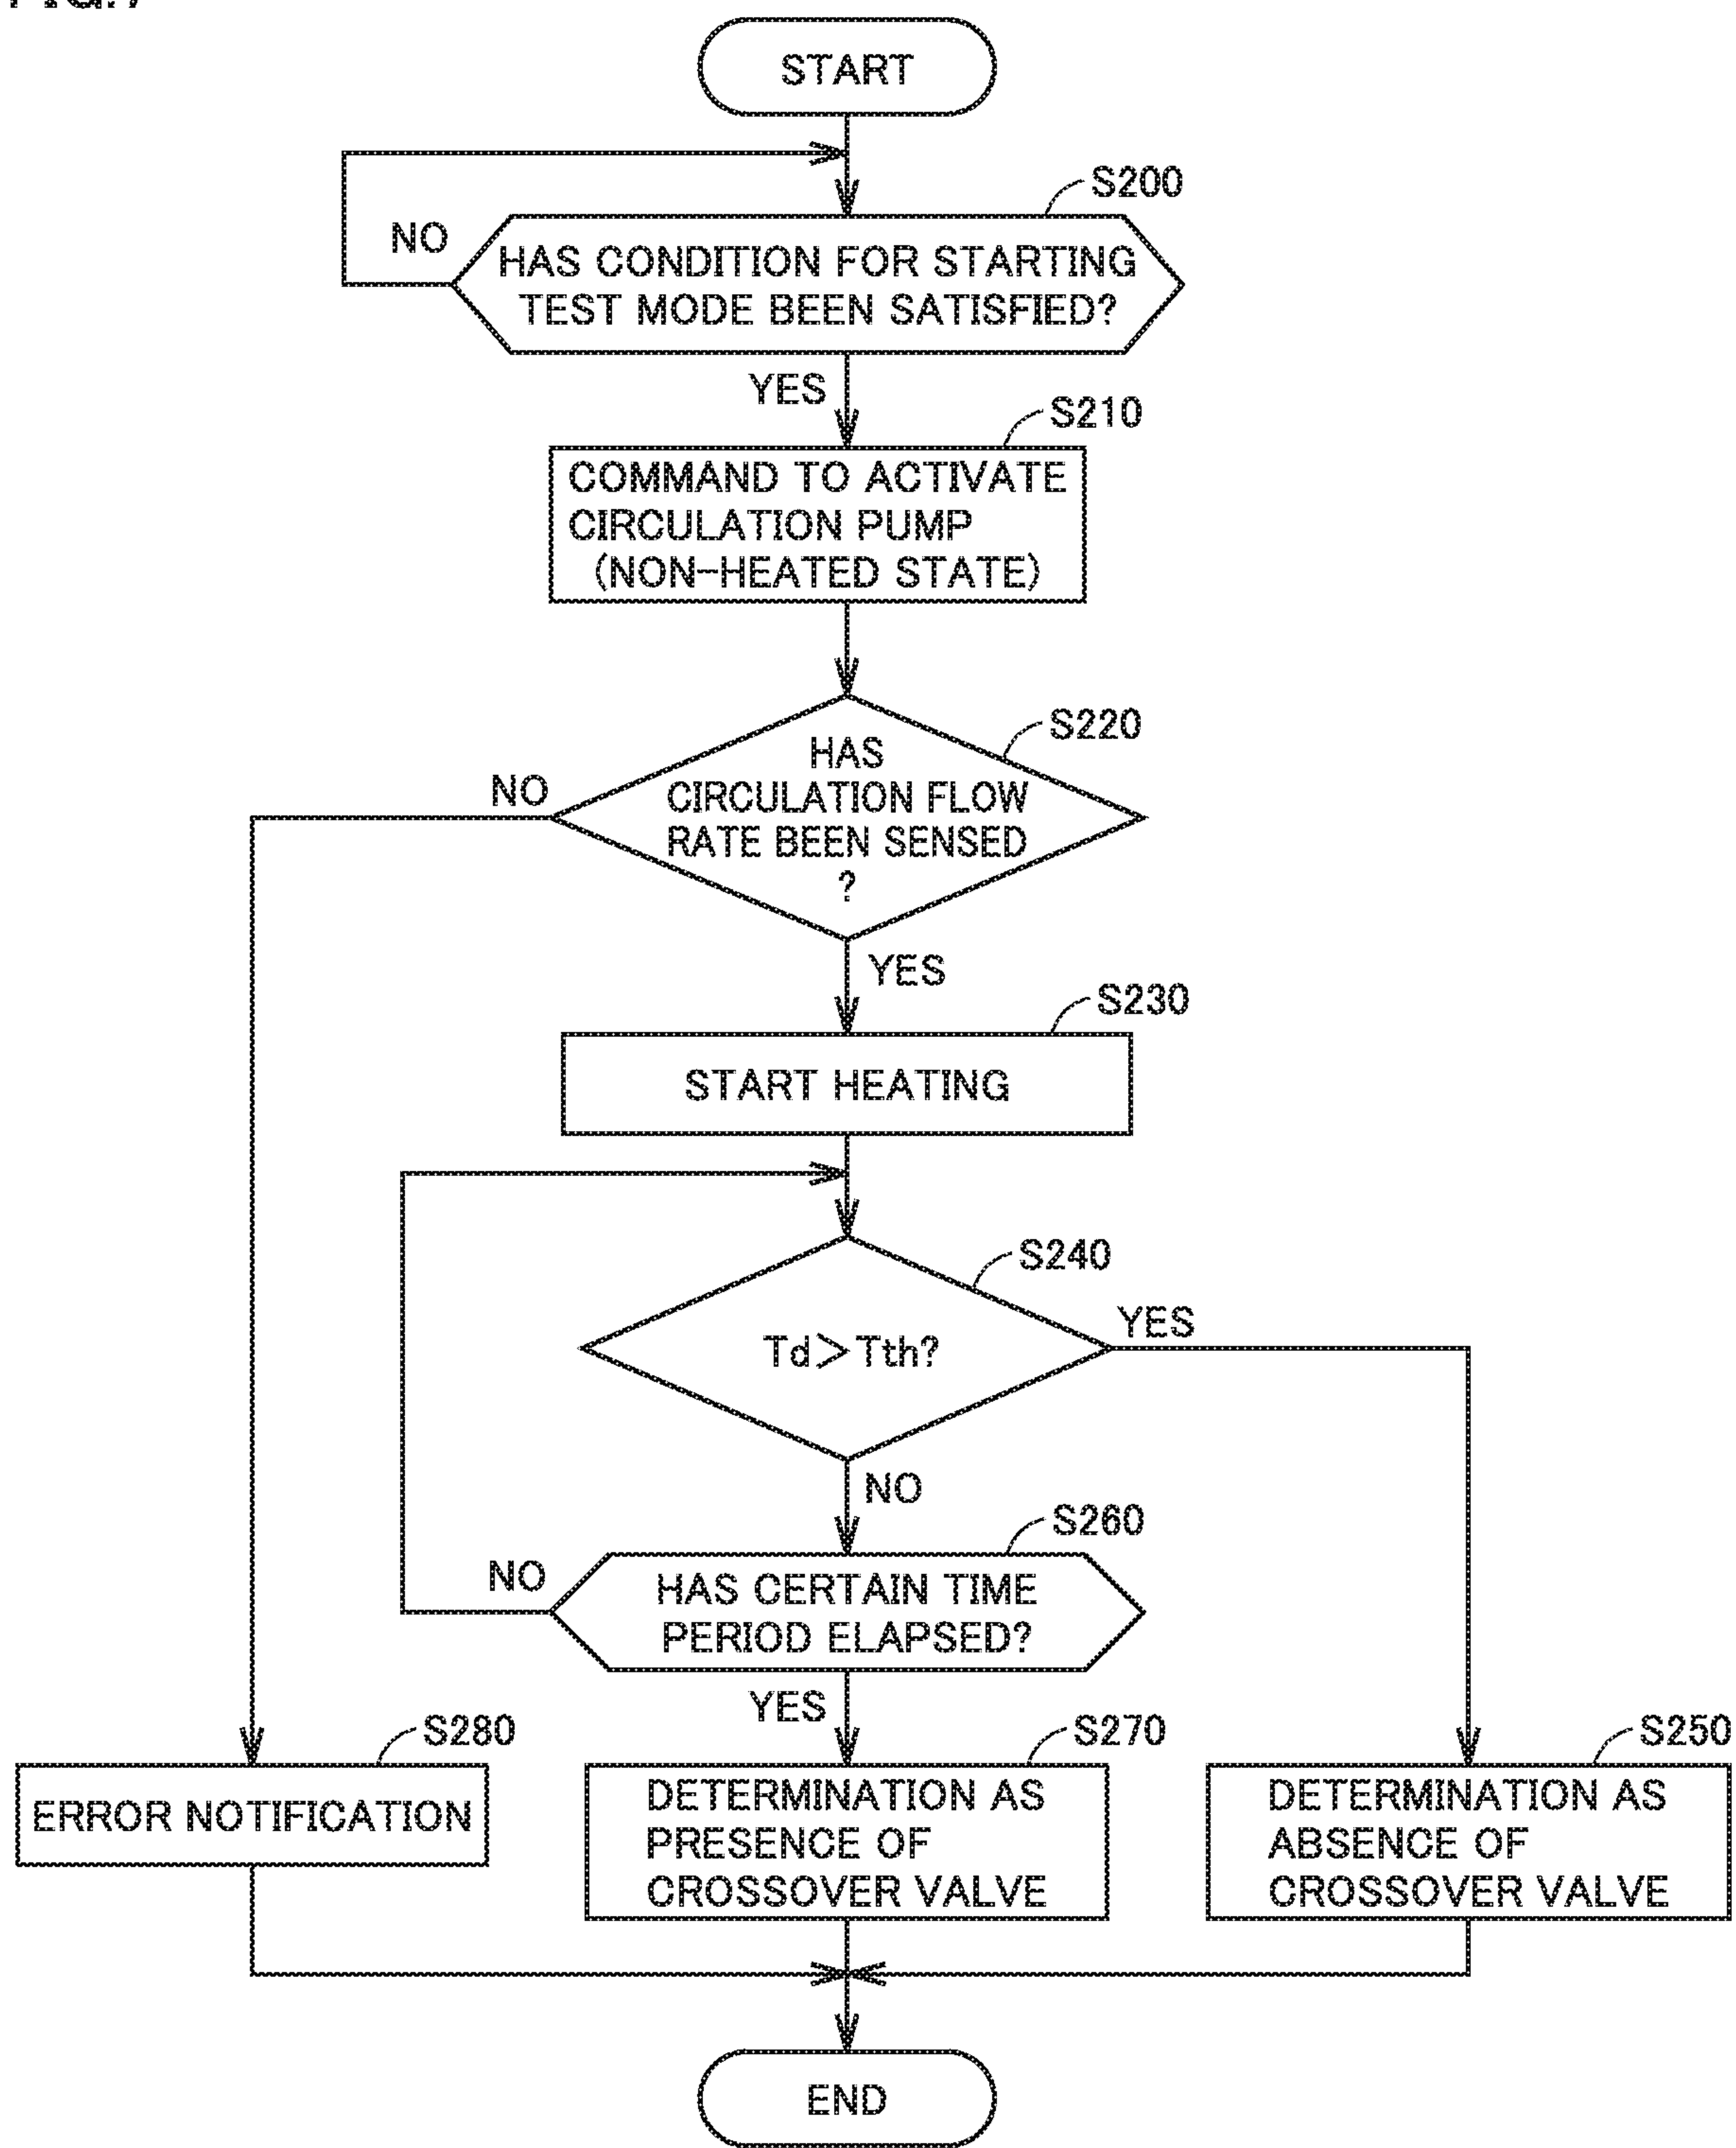 START
S200
NO
HAS CONDITION FOR STARTING
TEST MODE BEEN SATISFIED?
YES
S210
COMMAND TO ACTIVATE
CIRCULATION PUMP
(NON-HEATED STATE)
S220
NO
HAS
CIRCULATION FLOW
RATE BEEN SENSED
?
YES
S230
START HEATING
S240
YES
Td>Tth?
NO
S260
NO
HAS CERTAIN TIME
PERIOD ELAPSED?
YES
S280
ERROR NOTIFICATION
S270
DETERMINATION AS
PRESENCE OF
CROSSOVER VALVE
S250
DETERMINATION AS
ABSENCE OF
CROSSOVER VALVE
END